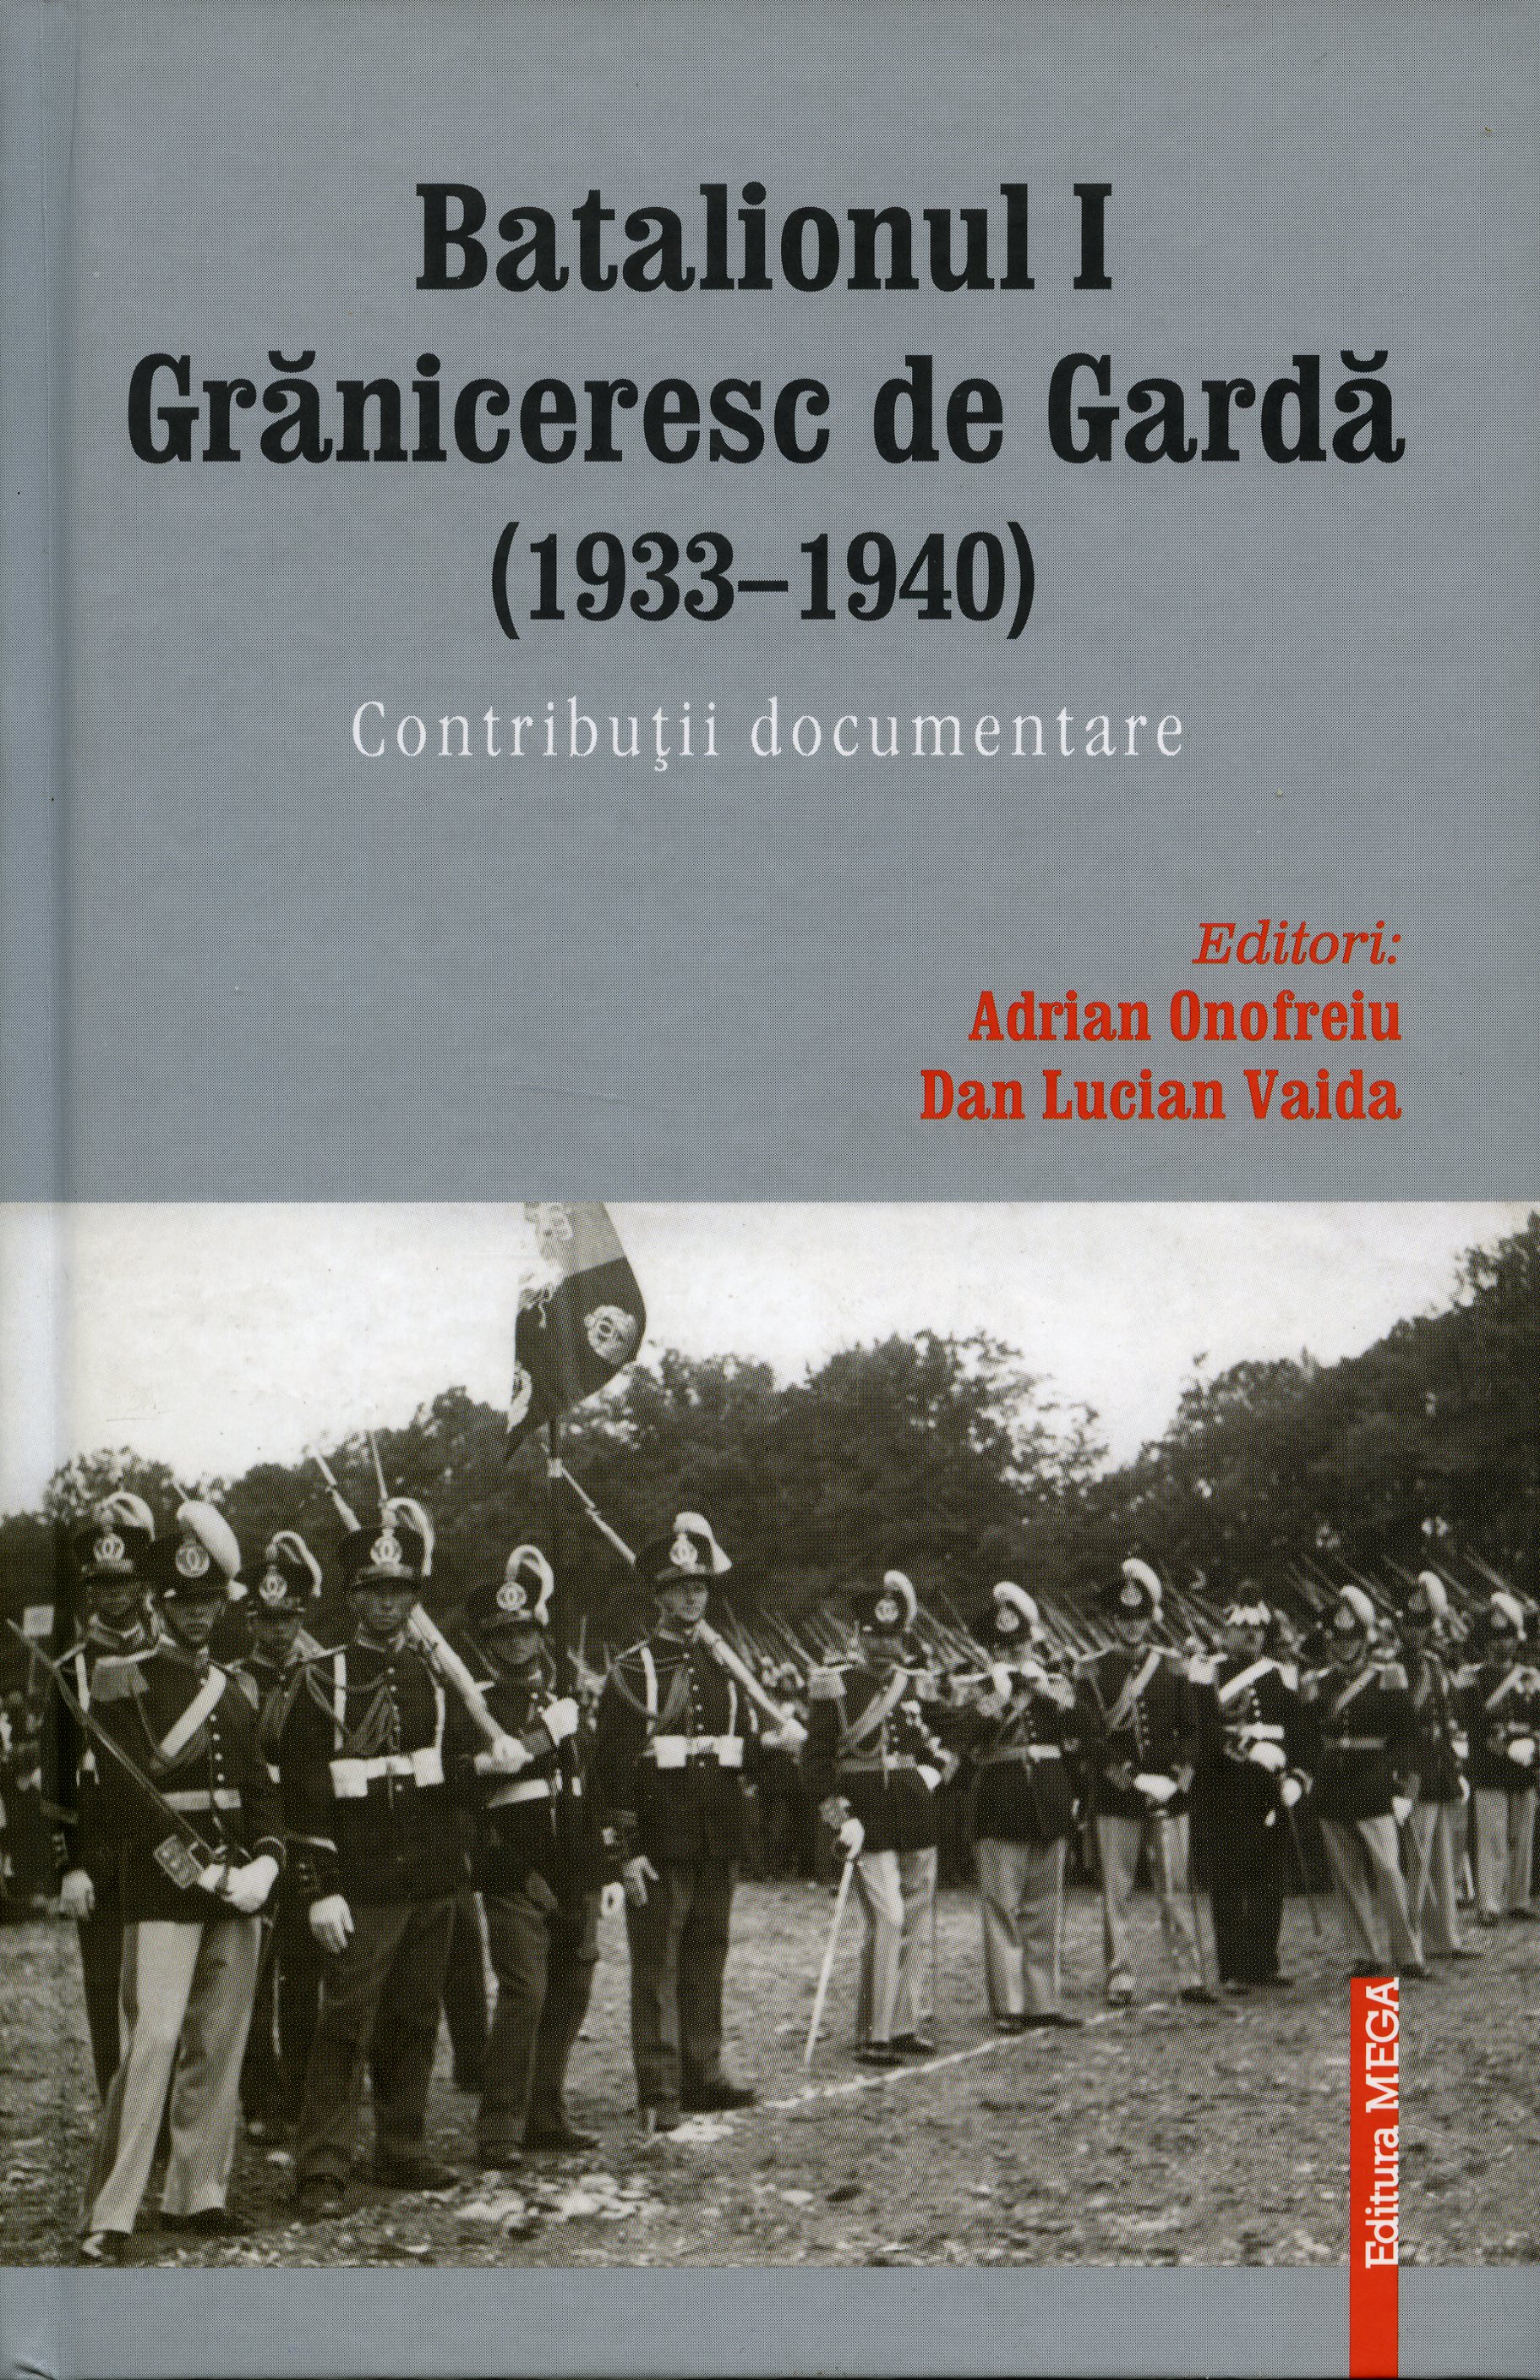 Batalionul I
Grăniceresc de Gardă
(1933–1940)
Contribuţii documentare
Editori:
Adrian Onofreiu
Dan Lucian Vaida
Editura MEGA